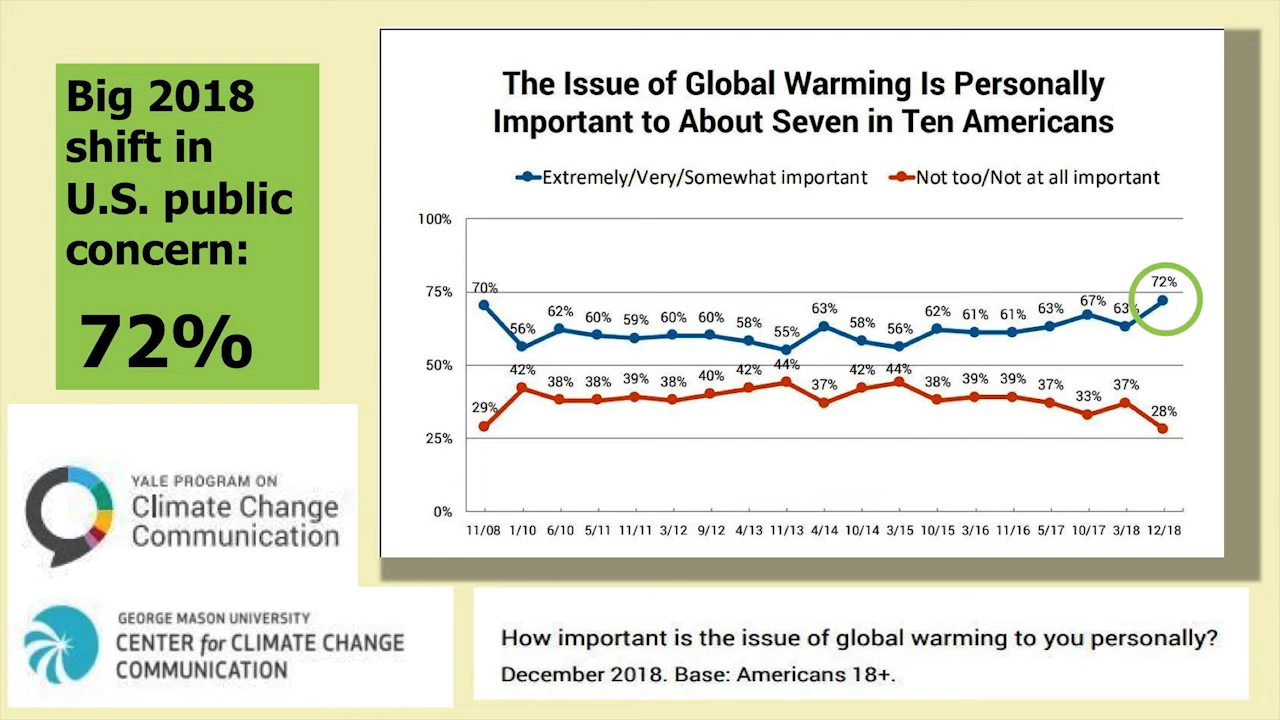 Big 2018
shift in
U.S. public
concern:
72%
The Issue of Global Warming Is Personally
Important to About Seven in Ten Americans
Extremely/Very/Somewhat important Not too/Not at all important
100%
75%
50%
25%
0%
70% 56% 62% 60% 59% 60% 60% 58% 55% 63% 58% 56% 62% 61% 61% 63% 67% 63% 72%
29% 42% 38% 38% 39% 38% 40% 42% 44% 37% 42% 44% 38% 39% 39% 37% 33% 37% 28%
11/08 1/10 6/10 5/11 11/11 3/12 9/12 4/13 11/13 4/14 10/14 3/15 10/15 3/16 11/16 5/17 10/17 3/18 12/18
YALE PROGRAM ON
Climate Change
Communication
GEORGE MASON UNIVERSITY
CENTER for CLIMATE CHANGE
COMMUNICATION
How important is the issue of global warming to you personally?
December 2018. Base: Americans 18+.